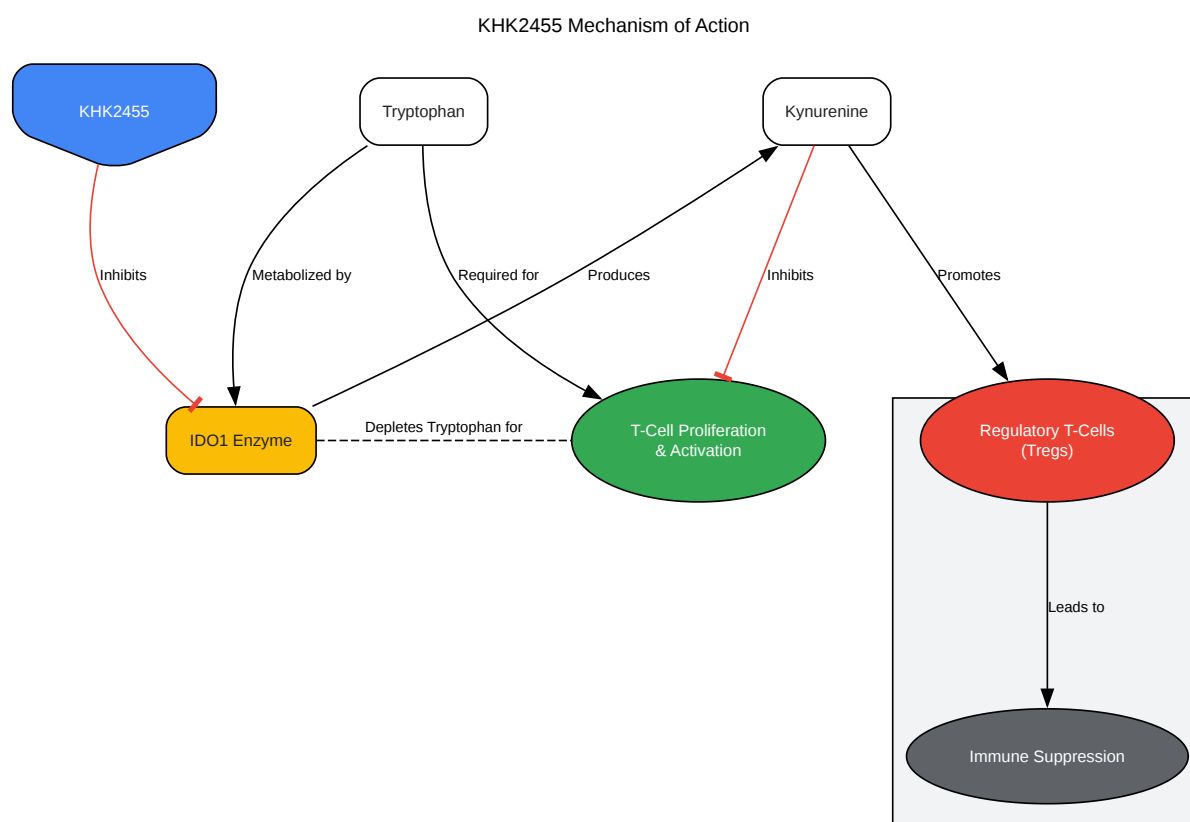 KHK2455 Mechanism of Action
KHK2455
Tryptophan
Kynurenine
Inhibits
Metabolized by
Required for
Produces
Inhibits
Promotes
IDO1 Enzyme
Depletes Tryptophan for
T-Cell Proliferation
& Activation
Regulatory T-Cells
(Tregs)
Leads to
Immune Suppression